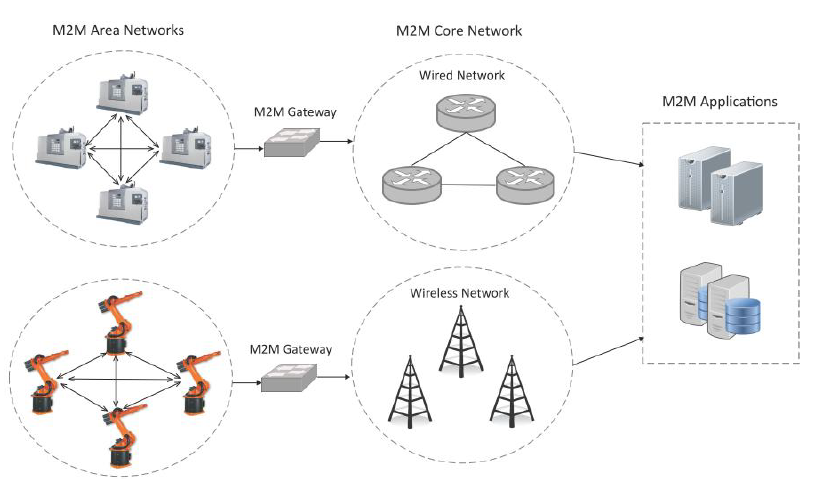 M2M Area Networks
M2M Core Network
Wired Network
M2M Gateway
M2M Applications
Wireless Network
M2M Gateway